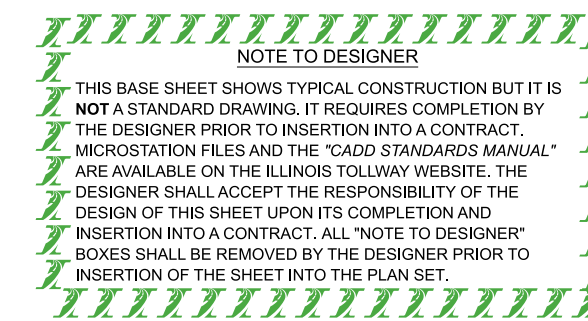 NOTE TO DESIGNER
THIS BASE SHEET SHOWS TYPICAL CONSTRUCTION BUT IT IS
NOT A STANDARD DRAWING. IT REQUIRES COMPLETION BY
THE DESIGNER PRIOR TO INSERTION INTO A CONTRACT.
MICROSTATION FILES AND THE "CADD STANDARDS MANUAL"
ARE AVAILABLE ON THE ILLINOIS TOLLWAY WEBSITE. THE
DESIGNER SHALL ACCEPT THE RESPONSIBILITY OF THE
DESIGN OF THIS SHEET UPON ITS COMPLETION AND
INSERTION INTO A CONTRACT. ALL "NOTE TO DESIGNER"
BOXES SHALL BE REMOVED BY THE DESIGNER PRIOR TO
INSERTION OF THE SHEET INTO THE PLAN SET.